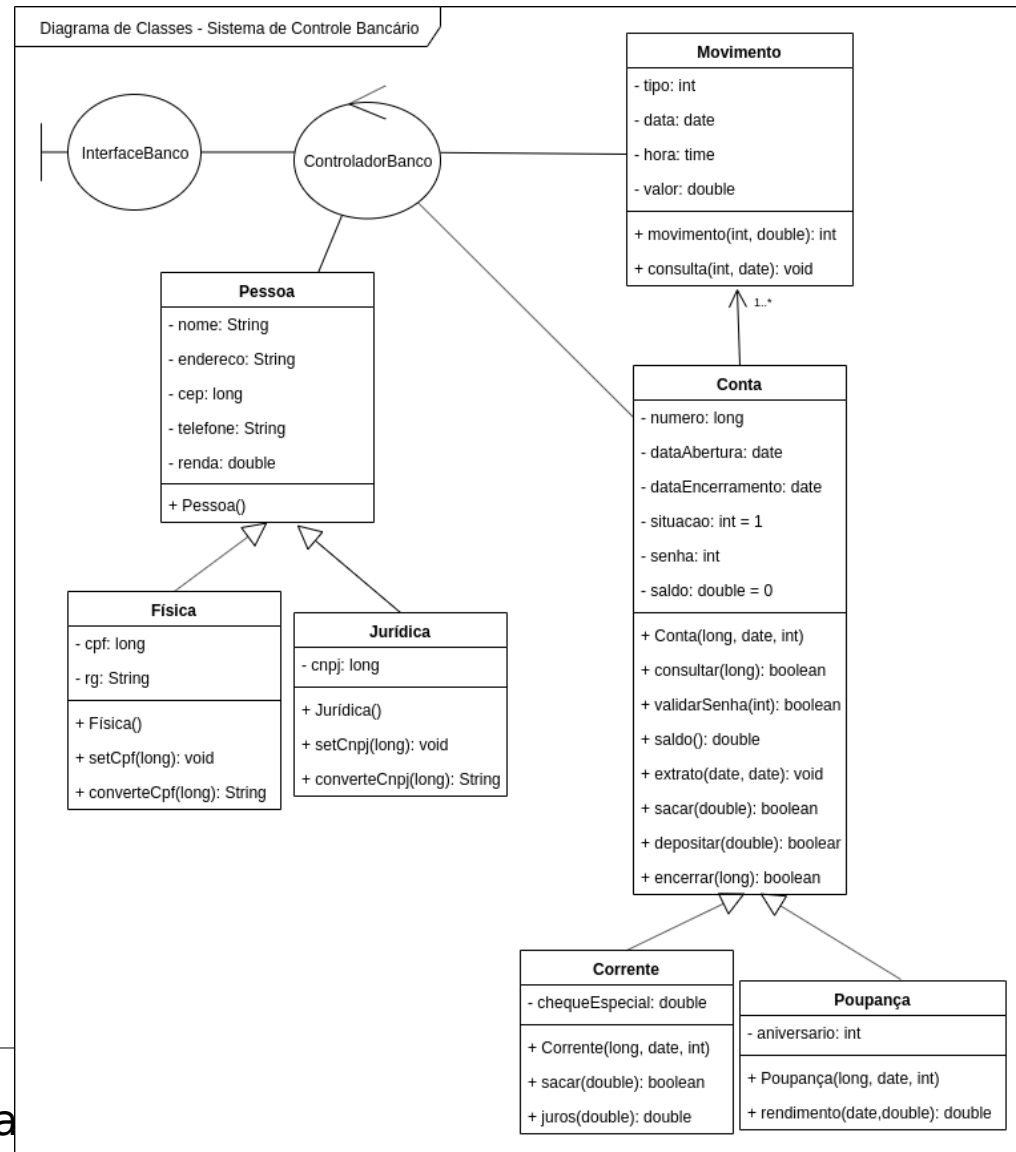 Diagrama de Classes - Sistema de Controle Bancário
InterfaceBanco
ControladorBanco
Movimento
- tipo: int
- data: date
- hora: time
- valor: double
+ movimento(int, double): int
+ consulta(int, date): void
1..*
Pessoa
- nome: String
- endereco: String
- cep: long
- telefone: String
- renda: double
+ Pessoa()
Conta
- numero: long
- dataAbertura: date
- dataEncerramento: date
- situacao: int = 1
- senha: int
- saldo: double = 0
+ Conta(long, date, int)
+ consultar(long): boolean
+ validarSenha(int): boolean
+ saldo(): double
+ extrato(date, date): void
+ sacar(double): boolean
+ depositar(double): boolear
+ encerrar(long): boolean
Física
- cpf: long
- rg: String
+ Física()
+ setCpf(long): void
+ converteCpf(long): String
Jurídica
- cnpj: long
+ Jurídica()
+ setCnpj(long): void
+ converteCnpj(long): String
Corrente
- chequeEspecial: double
+ Corrente(long, date, int)
+ sacar(double): boolean
+ juros(double): double
Poupança
- aniversario: int
+ Poupança(long, date, int)
+ rendimento(date,double): double
a